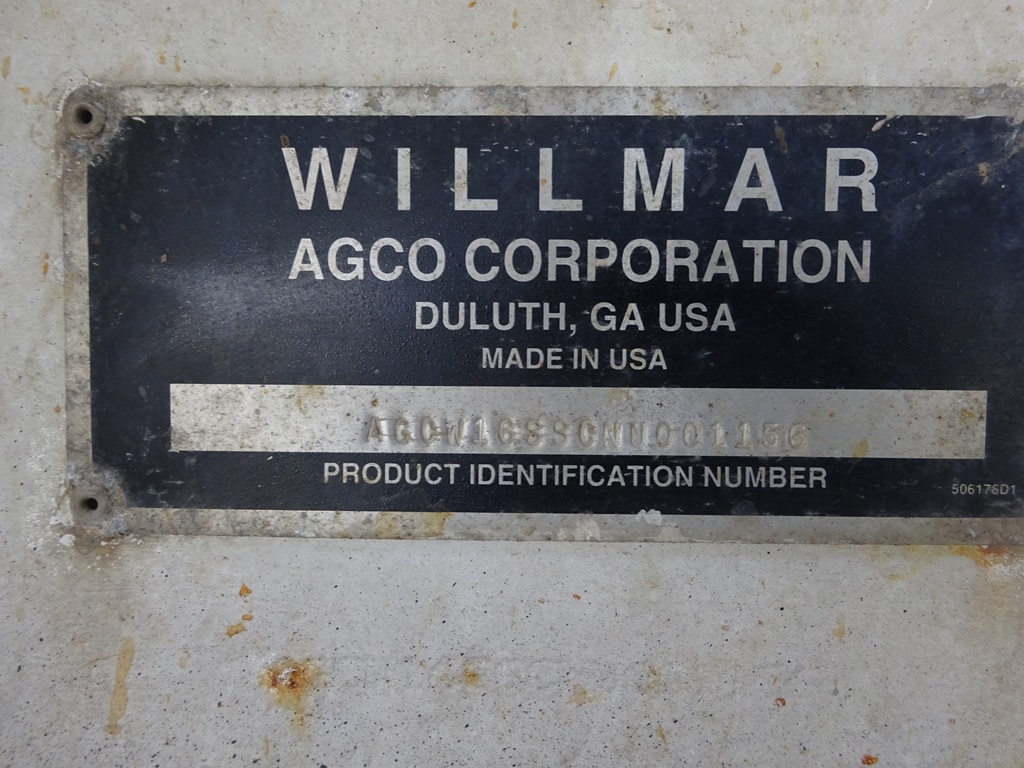 WILLMAR
AGCO CORPORATION
DULUTH, GA USA
MADE IN USA
PRODUCT IDENTIFICATION NUMBER
506176D1